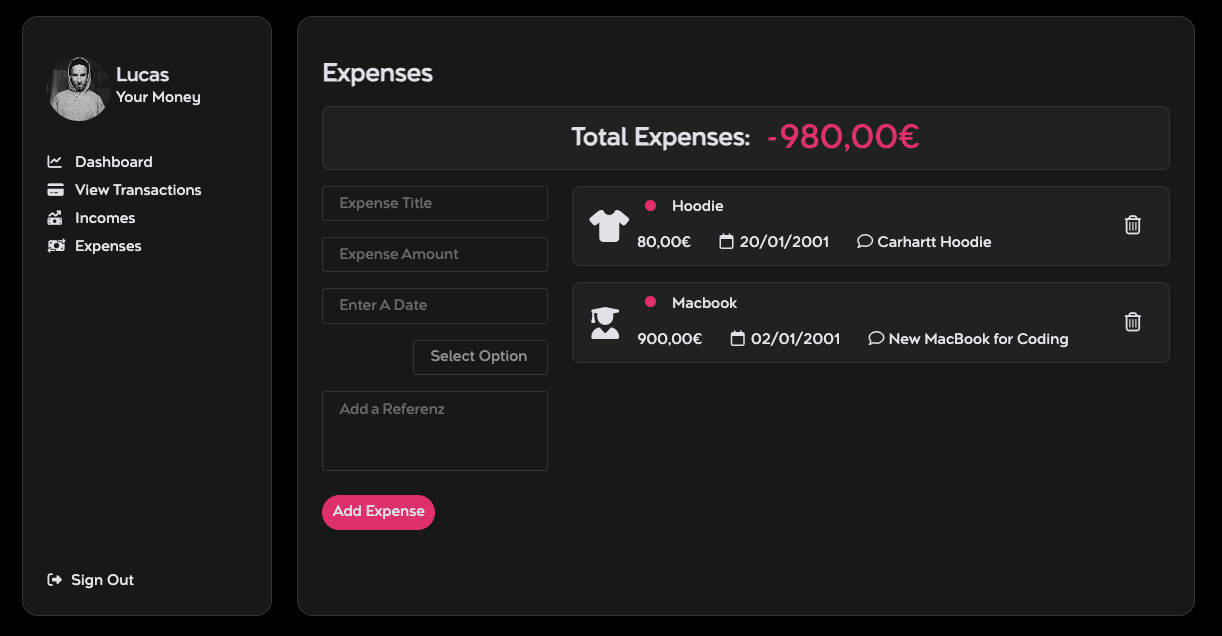 Lucas
Your Money
Dashboard
View Transactions
Incomes
Expenses
Sign Out
Expenses
Total Expenses: -980,00€
Expense Title
Expense Amount
Enter A Date
Select Option
Add a Referenz
Add Expense
Hoodie
80,00€ 20/01/2001 Carhartt Hoodie
Macbook
900,00€ 02/01/2001 New MacBook for Coding